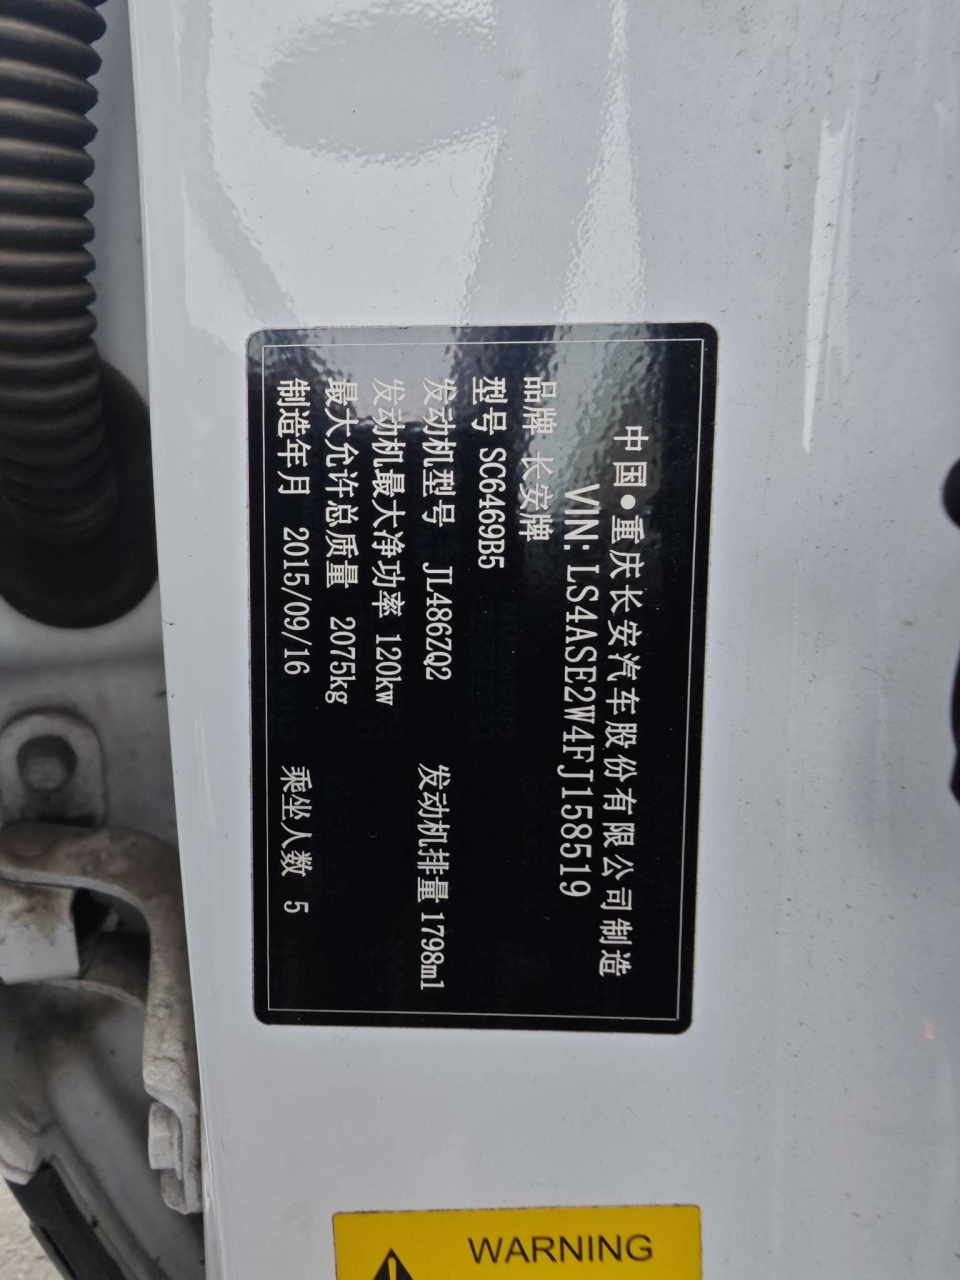 中国●重庆长安汽车股份有限公司制造
VIN: LS4ASE2W4FJ158519
品牌 长安牌
型号 SC6469B5
发动机型号 JL486ZQ2 发动机排量 1798ml
发动机最大净功率 120kw
最大允许总质量 2075kg
制造年月 2015/09/16 乘坐人数 5
WARNING